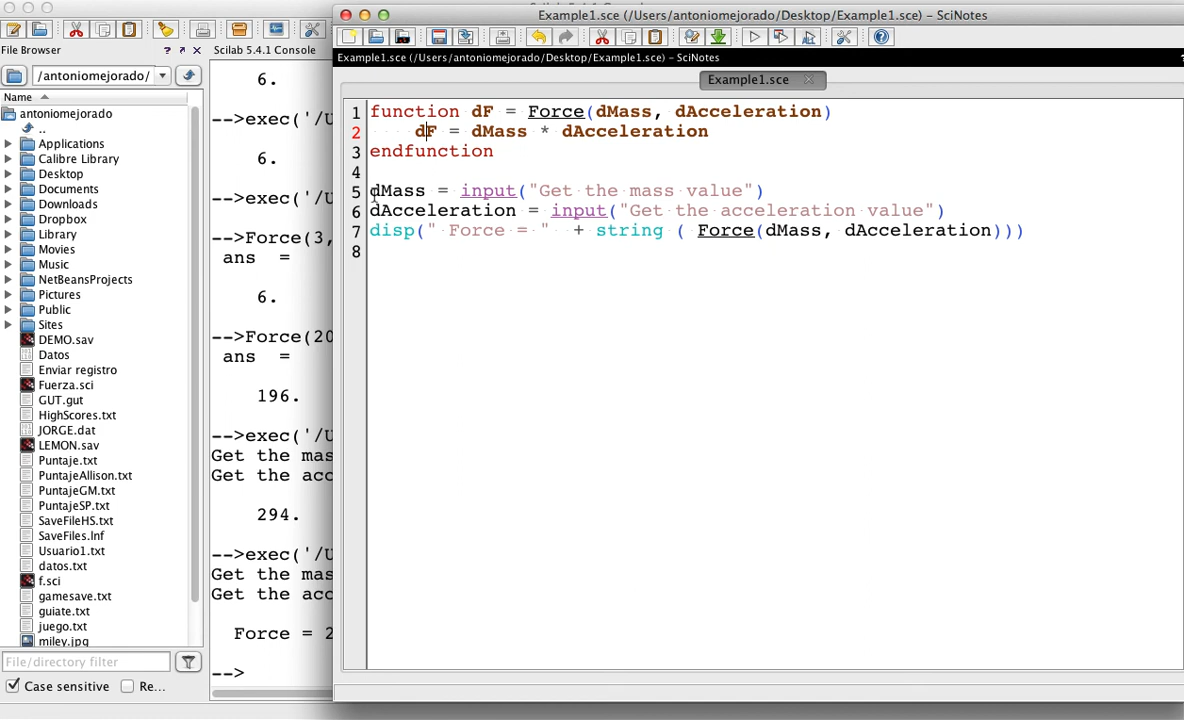 Example1.sce (/Users/antoniomejorado/Desktop/Example1.sce) - SciNotes
File Browser
Scilab 5.4.1 Console
Example1.sce (/Users/antoniomejorado/Desktop/Example1.sce) - SciNotes
/antoniomejorado/
Example1.sce
Name
antoniomejorado
..
Applications
Calibre Library
Desktop
Documents
Downloads
Dropbox
Library
Movies
Music
NetBeansProjects
Pictures
Public
Sites
DEMO.sav
Datos
Enviar registro
Fuerza.sci
GUT.gnu
HighScores.txt
JORGE.dat
LEMON.sav
Puntaje.txt
PuntajeAllison.txt
PuntajeGM.txt
PuntajeSP.txt
SaveFileHS.txt
SaveFiles.Inf
Usuario1.txt
datos.txt
f.sci
gamesave.txt
guiate.txt
juego.txt
miley.jpg
File/directory filter
Case sensitive
Re...
6.
-->exec('/U
6.
-->exec('/U
-->Force(3,
ans =
6.
-->Force(20
ans =
196.
-->exec('/U
Get the mas
Get the acc
294.
-->exec('/U
Get the mas
Get the acc
Force = 2
-->
1 function dF = Force(dMass, dAcceleration)
2 dF = dMass * dAcceleration
3 endfunction
4
5 dMass = input("Get the mass value")
6 dAcceleration = input("Get the acceleration value")
7 disp(" Force = " + string ( Force(dMass, dAcceleration)))
8